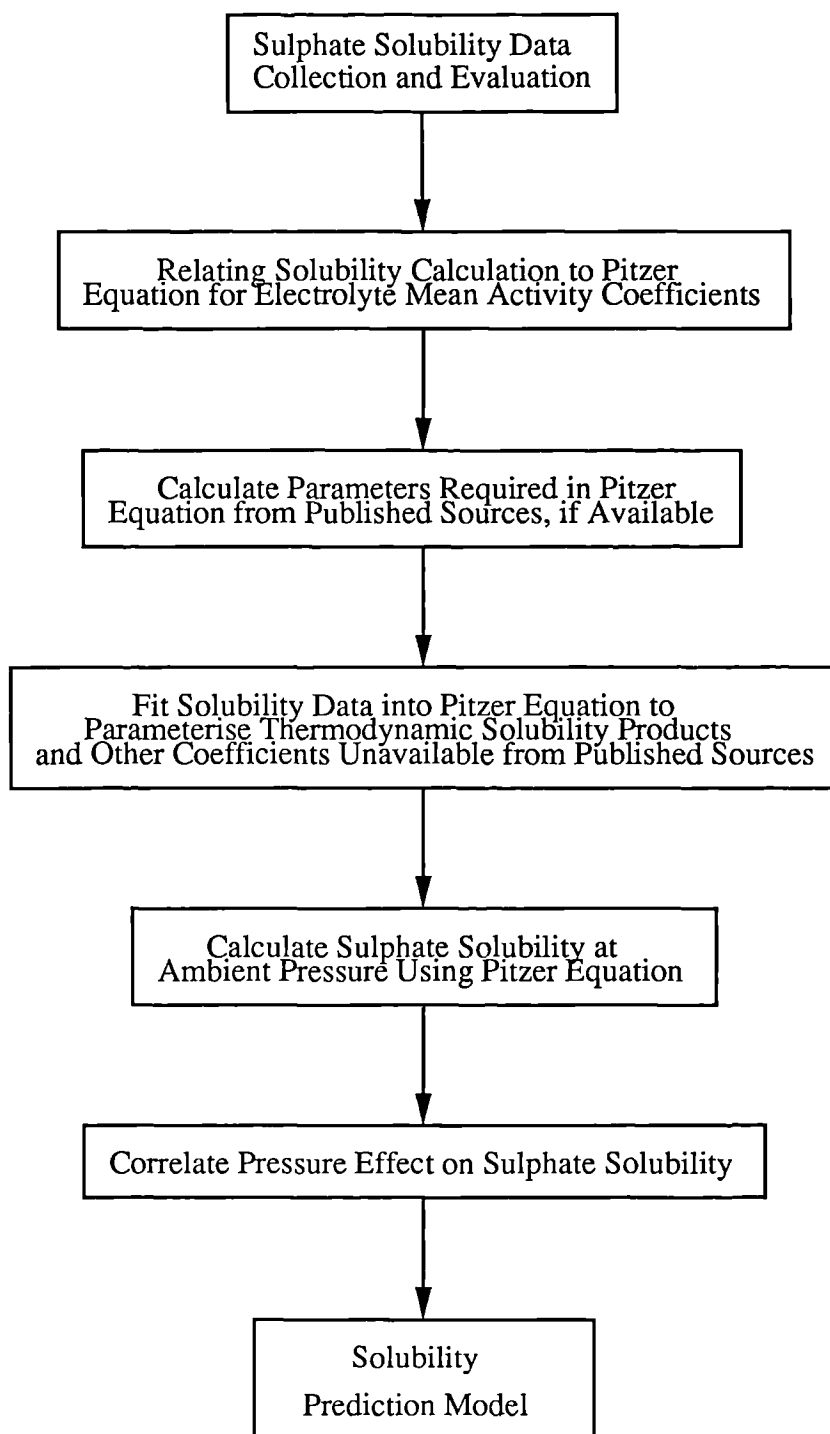 Sulphate Solubility Data
Collection and Evaluation
Relating Solubility Calculation to Pitzer
Equation for Electrolyte Mean Activity Coefficients
Calculate Parameters Required in Pitzer
Equation from Published Sources, if Available
Fit Solubility Data into Pitzer Equation to
Parameterise Thermodynamic Solubility Products
and Other Coefficients Unavailable from Published Sources
Calculate Sulphate Solubility at
Ambient Pressure Using Pitzer Equation
Correlate Pressure Effect on Sulphate Solubility
Solubility
Prediction Model